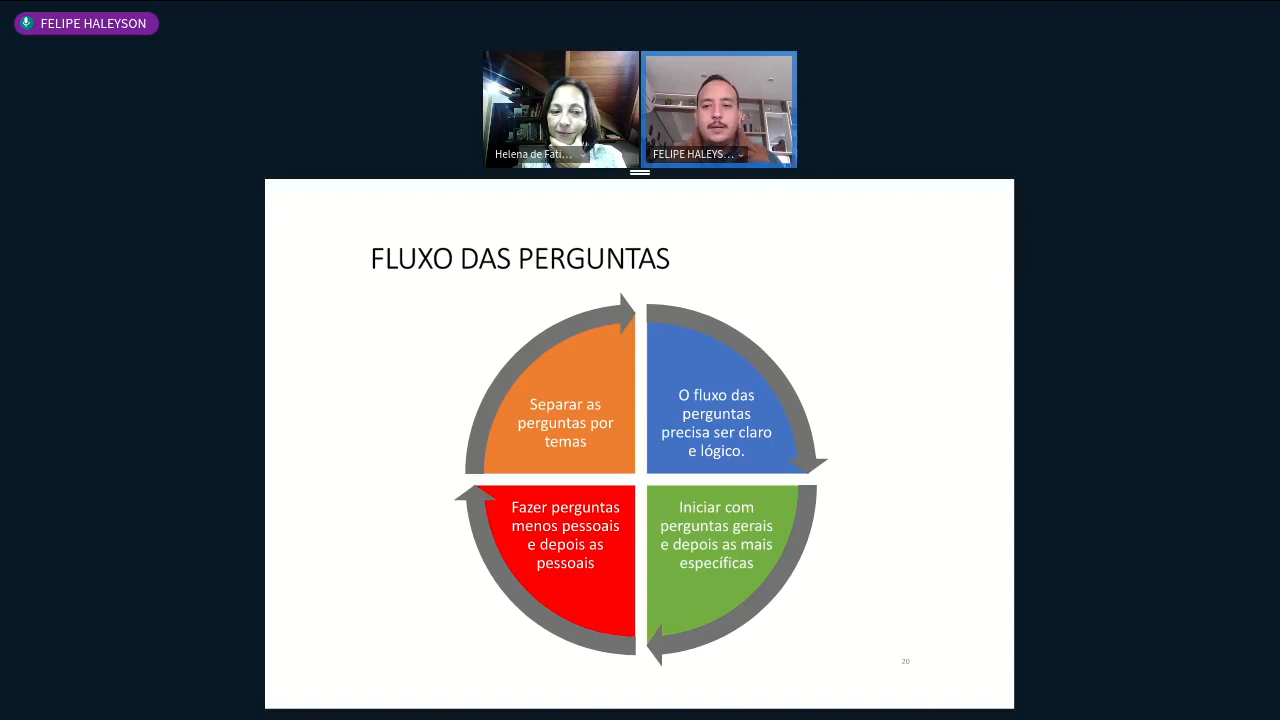 FELIPE HALEYSON
Helena de Fati...
FELIPE HALEYS...
FLUXO DAS PERGUNTAS
Separar as
perguntas por
temas
O fluxo das
perguntas
precisa ser claro
e lógico.
Fazer perguntas
menos pessoais
e depois as
pessoais
Iniciar com
perguntas gerais
e depois as mais
específicas
20